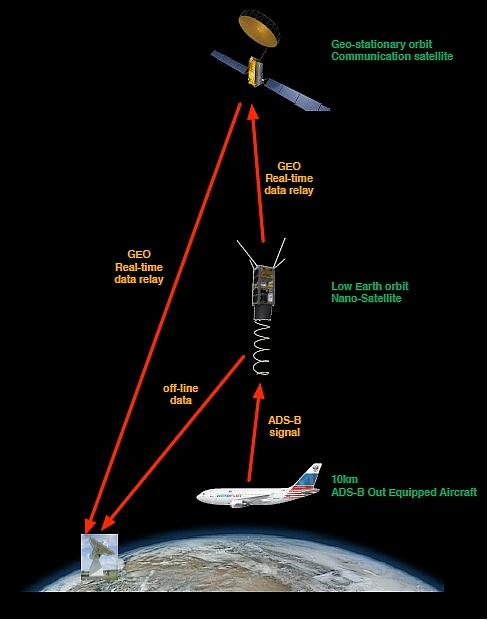 Geo-stationary orbit
Communication satellite
GEO
Real-time
data relay
GEO
Real-time
data relay
Low Earth orbit
Nano-Satellite
off-line
data
ADS-B
signal
10km
ADS-B Out Equipped Aircraft